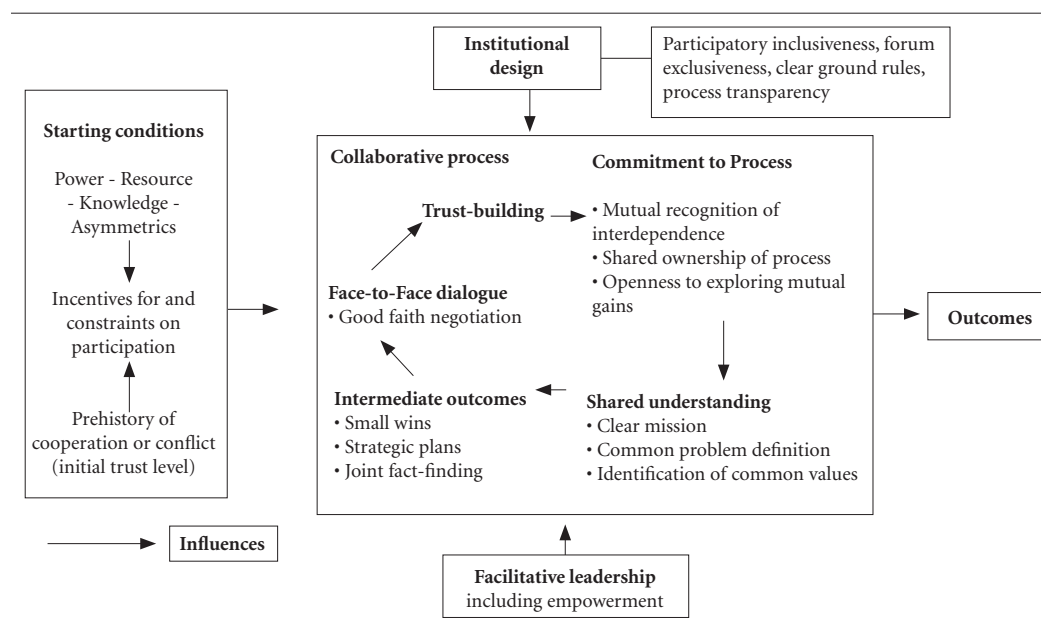 Institutional
design
Participatory inclusiveness, forum
exclusiveness, clear ground rules,
process transparency
Starting conditions
Power - Resource
- Knowledge -
Asymmetrics
Incentives for and
constraints on
participation
Prehistory of
cooperation or conflict
(initial trust level)
Collaborative process
Trust-building
Face-to-Face dialogue
• Good faith negotiation
Intermediate outcomes
• Small wins
• Strategic plans
• Joint fact-finding
Commitment to Process
• Mutual recognition of
interdependence
• Shared ownership of process
• Openness to exploring mutual
gains
Shared understanding
• Clear mission
• Common problem definition
• Identification of common values
Outcomes
Influences
Facilitative leadership
including empowerment